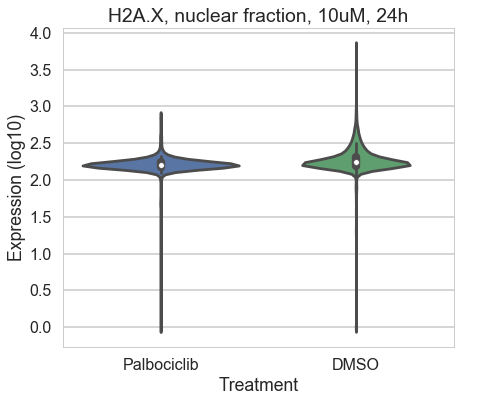 H2A.X, nuclear fraction, 10uM, 24h
4.0
3.5
3.0
2.5
2.0
1.5
1.0
0.5
0.0
Expression (log10)
Palbociclib
DMSO
Treatment